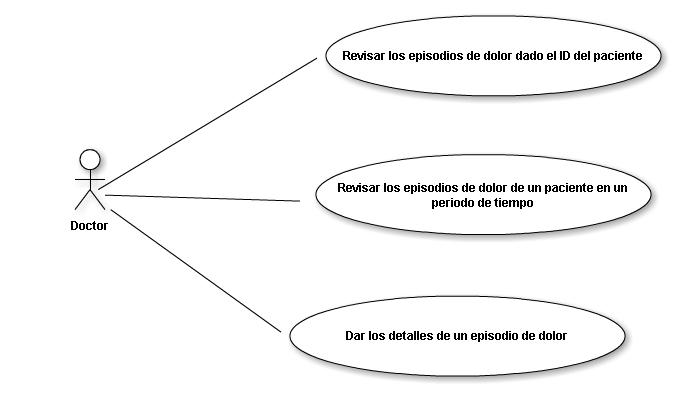 Revisar los episodios de dolor dado el ID del paciente
Revisar los episodios de dolor de un paciente en un
periodo de tiempo
Doctor
Dar los detalles de un episodio de dolor